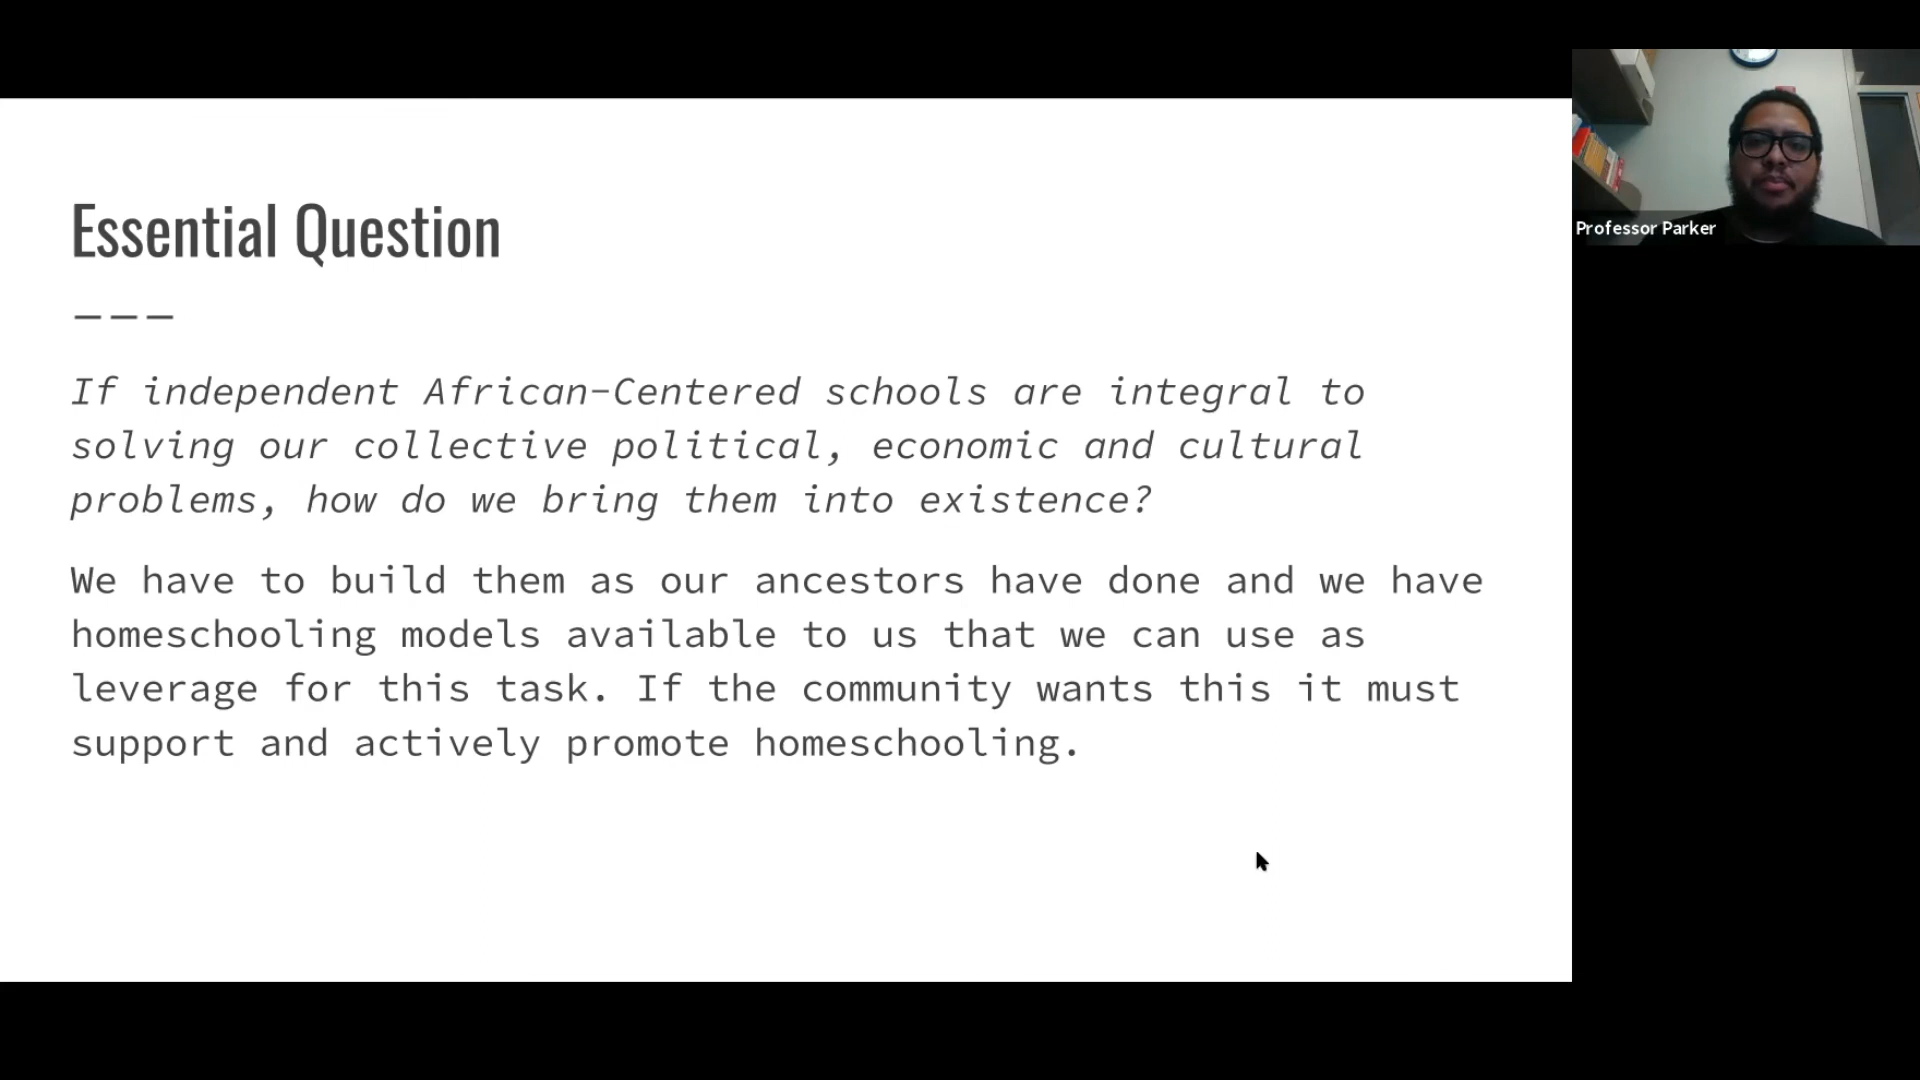 Essential Question
———
If independent African-Centered schools are integral to
solving our collective political, economic and cultural
problems, how do we bring them into existence?
We have to build them as our ancestors have done and we have
homeschooling models available to us that we can use as
leverage for this task. If the community wants this it must
support and actively promote homeschooling.
Professor Parker